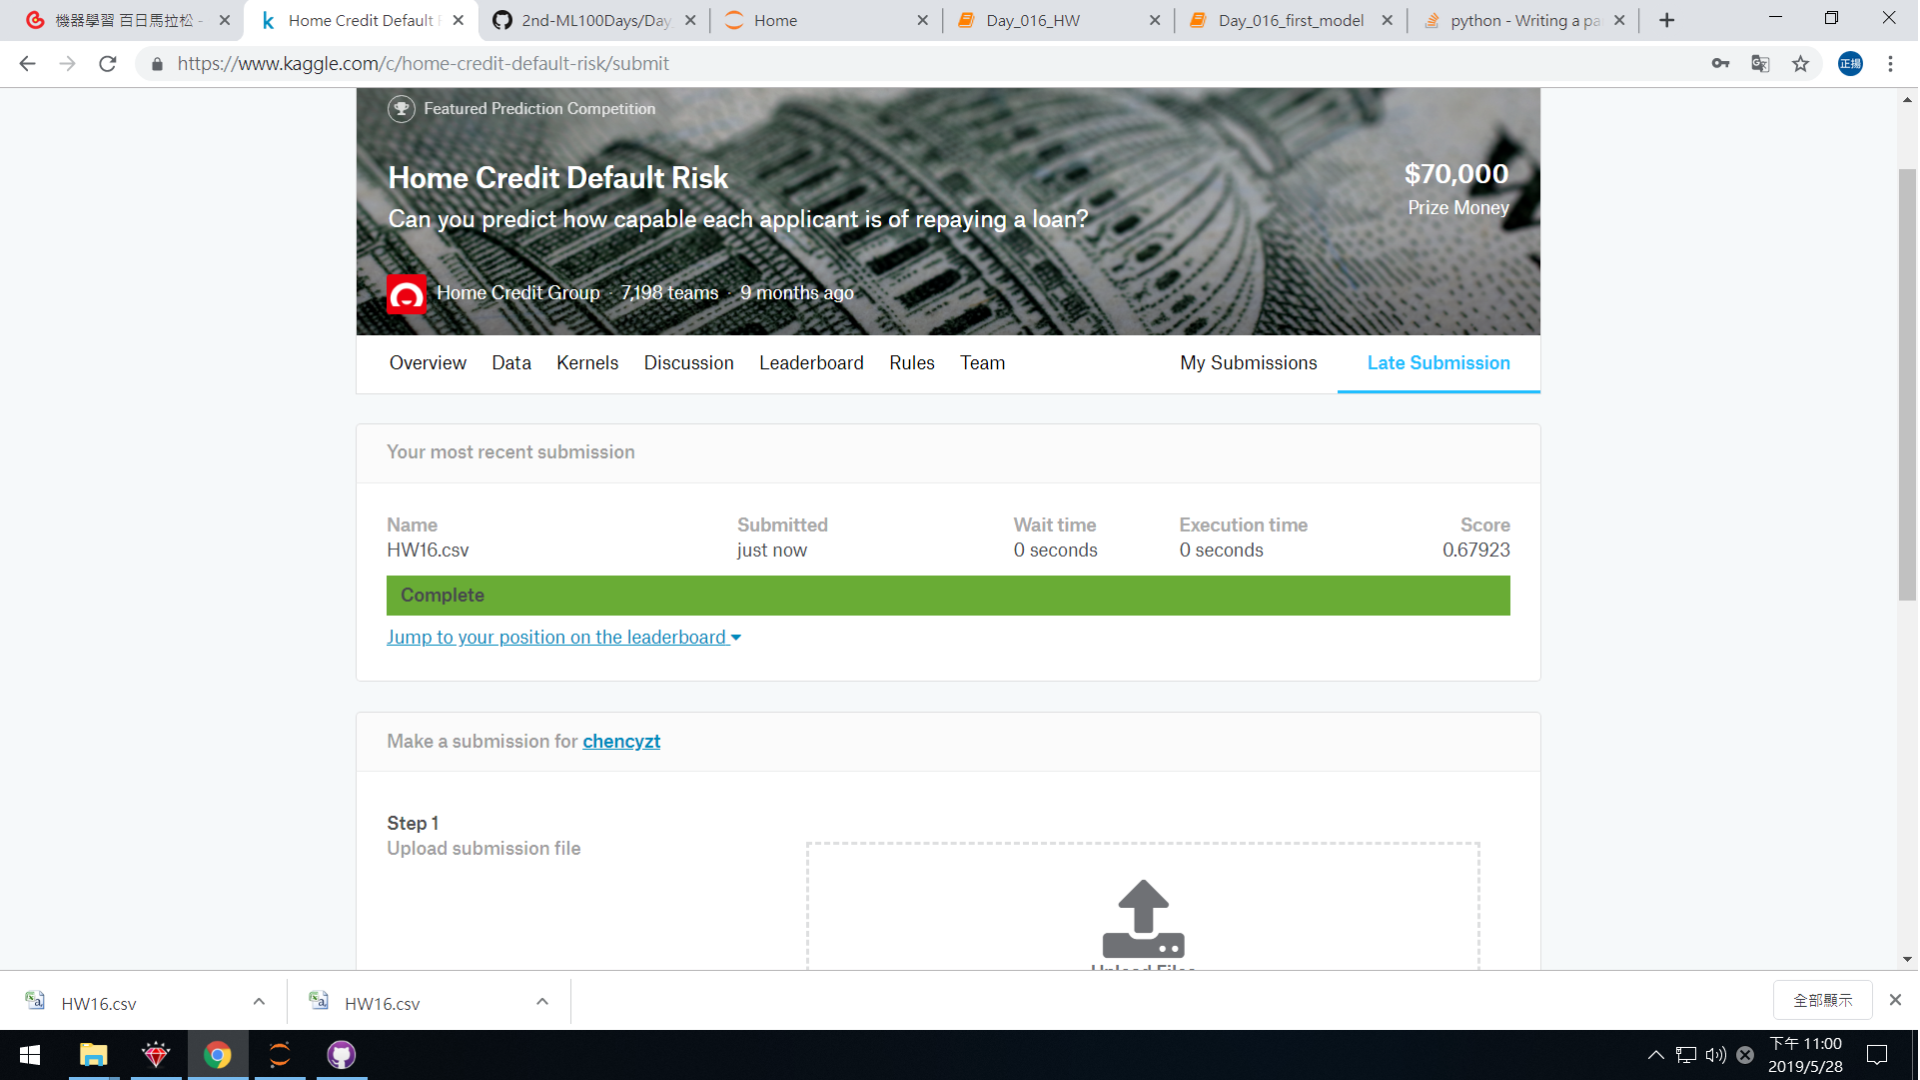 機器學習 百日馬拉松 -
Home Credit Default
2nd-ML100Days/Day_
Home
Day_016_HW
Day_016_first_model
python - Writing a pa
https://www.kaggle.com/c/home-credit-default-risk/submit
正揚
Featured Prediction Competition
Home Credit Default Risk
$70,000
Can you predict how capable each applicant is of repaying a loan?
Prize Money
Home Credit Group · 7,198 teams · 9 months ago
Overview Data Kernels Discussion Leaderboard Rules Team My Submissions Late Submission
Your most recent submission
Name Submitted Wait time Execution time Score
HW16.csv just now 0 seconds 0 seconds 0.67923
Complete
Jump to your position on the leaderboard
Make a submission for chencyzt
Step 1
Upload submission file
Upload Files
HW16.csv
HW16.csv
全部顯示
下午 11:00
2019/5/28